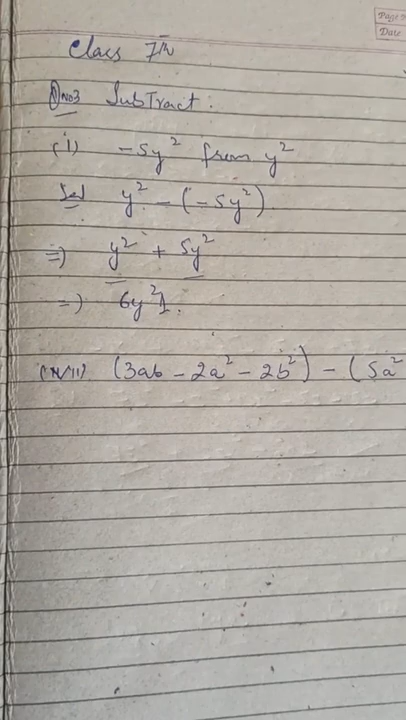 Page
Date
Class 7th
Q No3 SubTract:
(i) -5y² from y²
Sol y² - (-5y²)
=) y² + 5y²
=) 6y²
(3ab - 2a² - 2b²) - (5a²